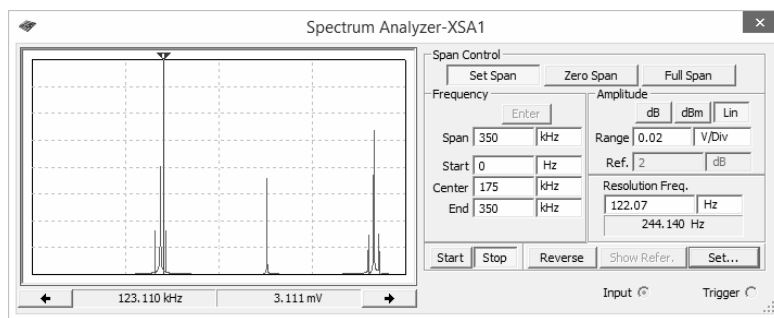 Spectrum Analyzer-XSA1
Span Control
Set Span Zero Span Full Span
Frequency
Enter
Span 350 kHz
Start 0 Hz
Center 175 kHz
End 350 kHz
Amplitude
dB dBm Lin
Range 0.02 V/Div
Ref. 2 dB
Resolution Freq.
122.07 Hz
244.140 Hz
Start Stop Reverse Show Refer. Set...
123.110 kHz 3.111 mV
Input Trigger